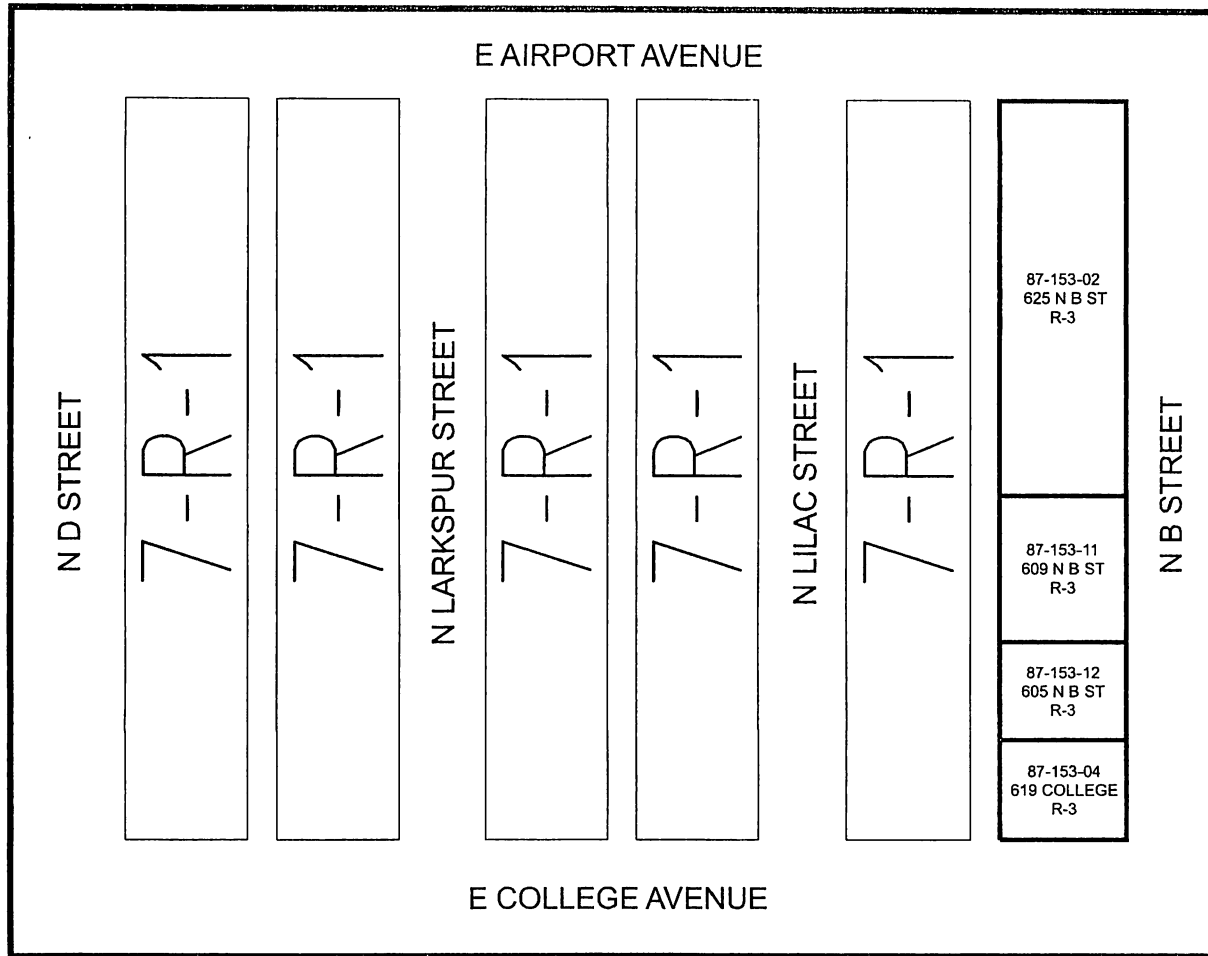 E AIRPORT AVENUE
N D STREET
7-R-1
7-R-1
N LARKSPUR STREET
7-R-1
7-R-1
N LILAC STREET
7-R-1
87-153-02
625 N B ST
R-3
87-153-11
609 N B ST
R-3
87-153-12
605 N B ST
R-3
87-153-04
619 COLLEGE
R-3
N B STREET
E COLLEGE AVENUE